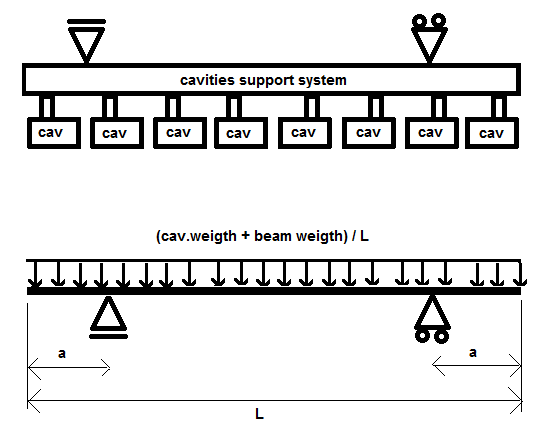 cavities support system
cav cav cav cav cav cav cav cav
(cav.weigth + beam weigth) / L
a a
L